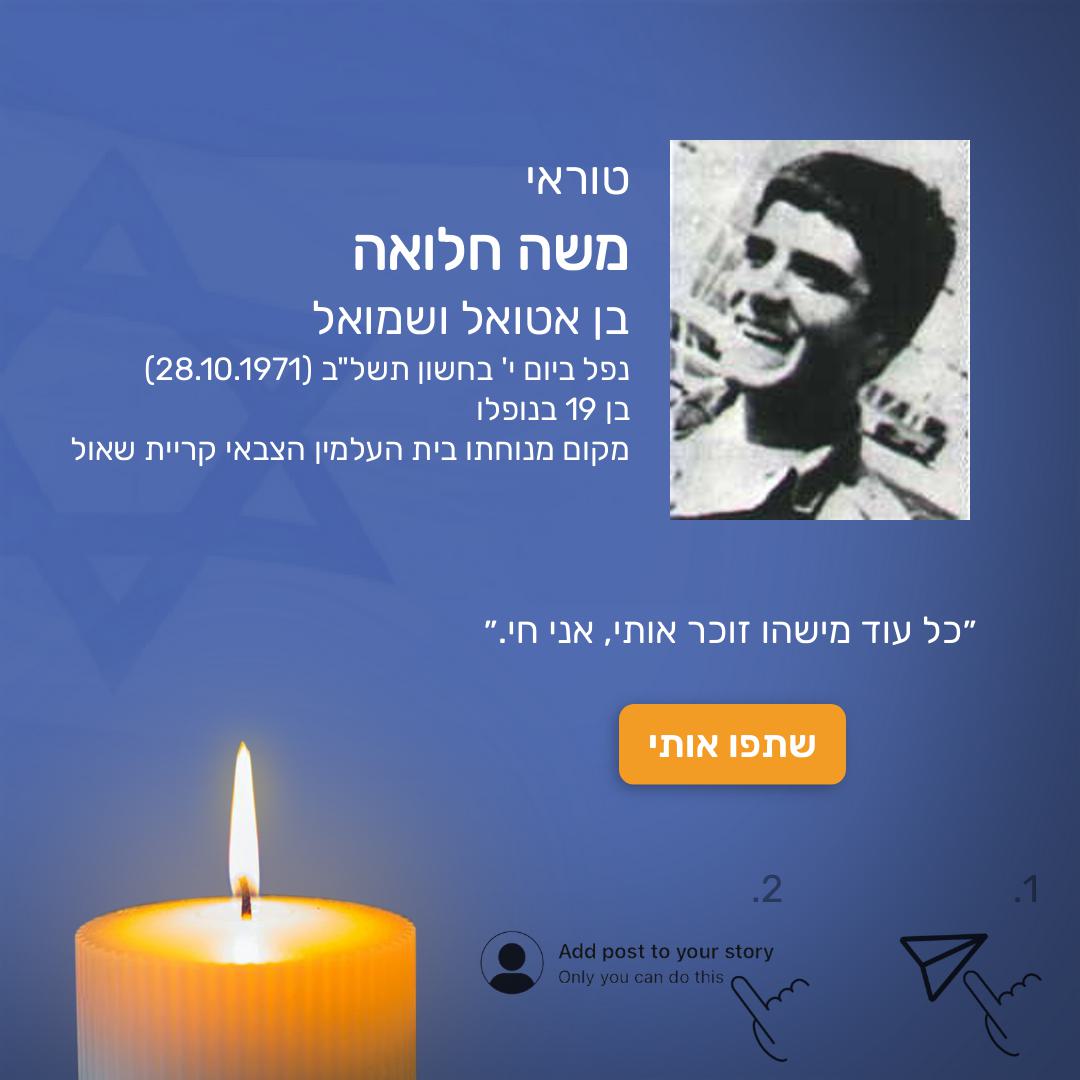 טוראי
משה חלואה
בן אטואל ושמואל
נפל ביום י' בחשון תשל"ב (28.10.1971)
בן 19 בנופלו
מקום מנוחתו בית העלמין הצבאי קריית שאול
״כל עוד מישהו זוכר אותי, אני חי.״
שתפו אותי
1.
2.
Add post to your story
Only you can do this